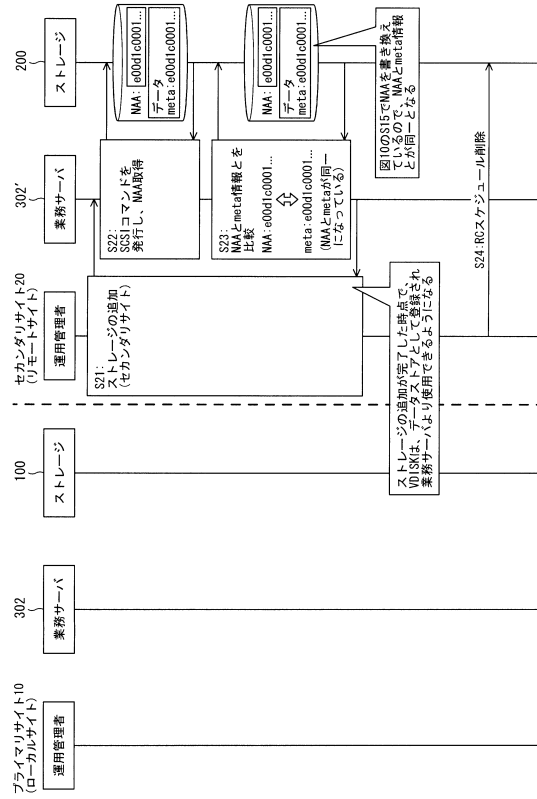 プライマリサイト10
(ローカルサイト)
運用管理者
302
業務サーバ
100
ストレージ
セカンダリサイト20
(リモートサイト)
運用管理者
302'
業務サーバ
200
ストレージ
S21:
ストレージの追加
(セカンダリサイト)
S22:
SCSIコマンドを
発行し、NAA取得
NAA:e00d1c0001...
データ
meta:e00d1c0001...
S23:
NAAとmeta情報とを
比較
NAA:e00d1c0001...
meta:e00d1c0001...
(NAAとmetaが同一
になっている)
NAA:e00d1c0001...
データ
meta:e00d1c0001...
図10のS15でNAAを書き換え
ているので、NAAとmeta情報
とが同一となる
ストレージの追加が完了した時点で、
VDISKは、データストアとして登録され
業務サーバより使用できるようになる
S24:RCスケジュール削除